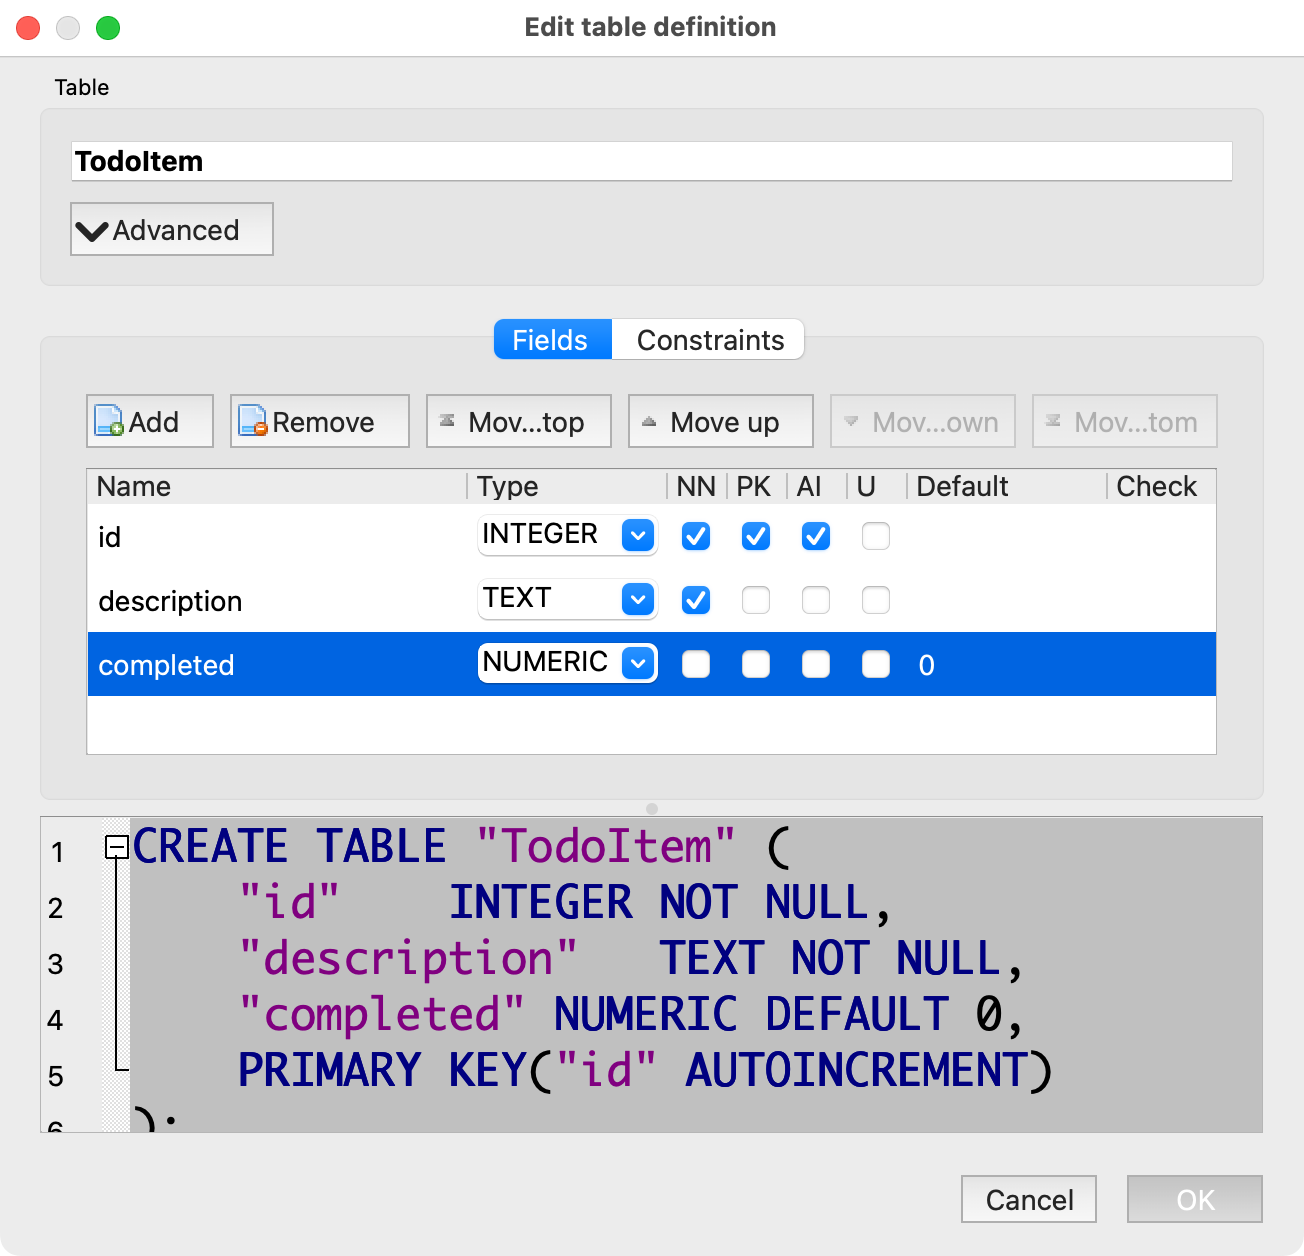 Edit table definition
Table
TodoItem
Advanced
Fields Constraints
Add Remove Mov...top Move up Mov...own Mov...tom
Name Type NN PK AI U Default Check
id INTEGER
description TEXT
completed NUMERIC 0
1 CREATE TABLE "TodoItem" (
2 "id" INTEGER NOT NULL,
3 "description" TEXT NOT NULL,
4 "completed" NUMERIC DEFAULT 0,
5 PRIMARY KEY("id" AUTOINCREMENT)
6 );
Cancel OK